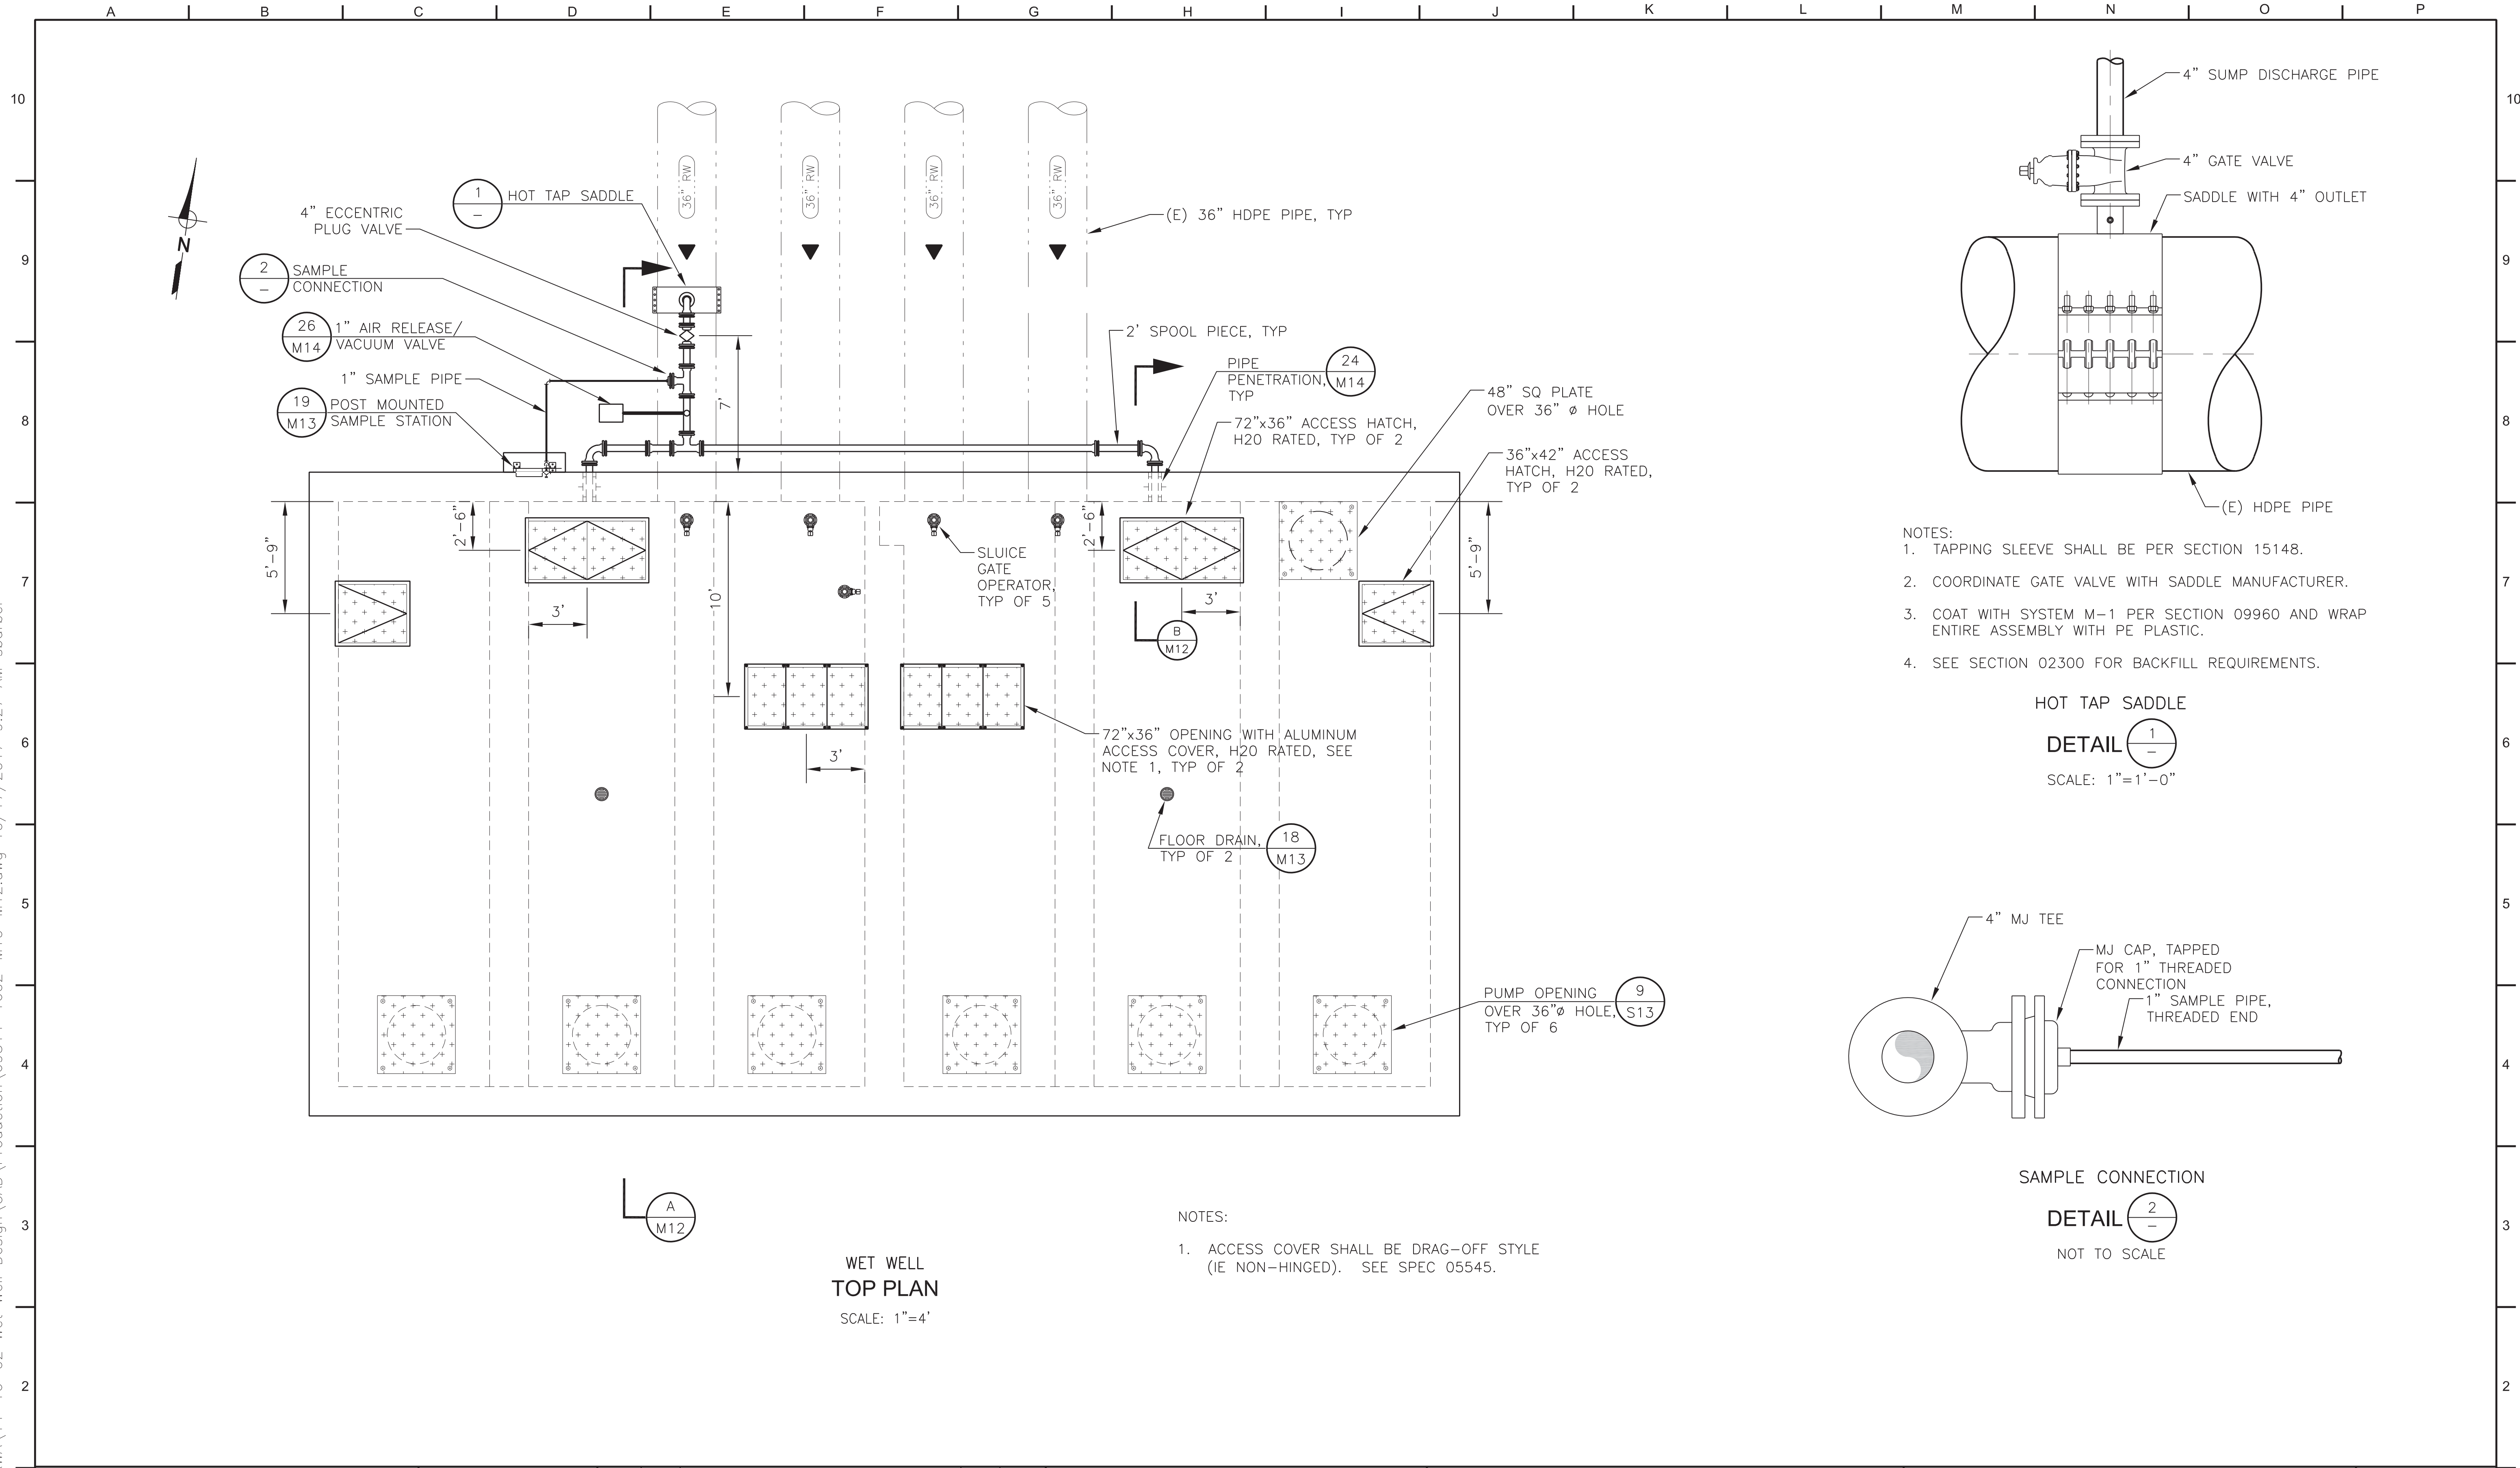 A B C D E F G H I J K L M N O P
10
10
9
9
8
8
7
7
6
6
5
5
4
4
3
3
2
2
N
36" RW
36" RW
36" RW
36" RW
1
–
HOT TAP SADDLE
4" ECCENTRIC
PLUG VALVE
2
–
SAMPLE
CONNECTION
26
M14
1" AIR RELEASE/
VACUUM VALVE
1" SAMPLE PIPE
19
M13
POST MOUNTED
SAMPLE STATION
(E) 36" HDPE PIPE, TYP
2' SPOOL PIECE, TYP
PIPE
PENETRATION,
TYP
24
M14
72"x36" ACCESS HATCH,
H20 RATED, TYP OF 2
48" SQ PLATE
OVER 36" ø HOLE
36"x42" ACCESS
HATCH, H20 RATED,
TYP OF 2
7'
5'-9"
2'-6"
3'
10'
SLUICE
GATE
OPERATOR,
TYP OF 5
2'-6"
3'
5'-9"
B
M12
72"x36" OPENING WITH ALUMINUM
ACCESS COVER, H20 RATED, SEE
NOTE 1, TYP OF 2
3'
FLOOR DRAIN,
TYP OF 2
18
M13
PUMP OPENING
OVER 36"ø HOLE,
TYP OF 6
9
S13
A
M12
WET WELL
TOP PLAN
SCALE: 1"=4'
NOTES:
1. ACCESS COVER SHALL BE DRAG-OFF STYLE
(IE NON-HINGED). SEE SPEC 05545.
4" SUMP DISCHARGE PIPE
4" GATE VALVE
SADDLE WITH 4" OUTLET
(E) HDPE PIPE
NOTES:
1. TAPPING SLEEVE SHALL BE PER SECTION 15148.
2. COORDINATE GATE VALVE WITH SADDLE MANUFACTURER.
3. COAT WITH SYSTEM M-1 PER SECTION 09960 AND WRAP
ENTIRE ASSEMBLY WITH PE PLASTIC.
4. SEE SECTION 02300 FOR BACKFILL REQUIREMENTS.
HOT TAP SADDLE
DETAIL
1
–
SCALE: 1"=1'-0"
4" MJ TEE
MJ CAP, TAPPED
FOR 1" THREADED
CONNECTION
1" SAMPLE PIPE,
THREADED END
SAMPLE CONNECTION
DETAIL
2
–
NOT TO SCALE